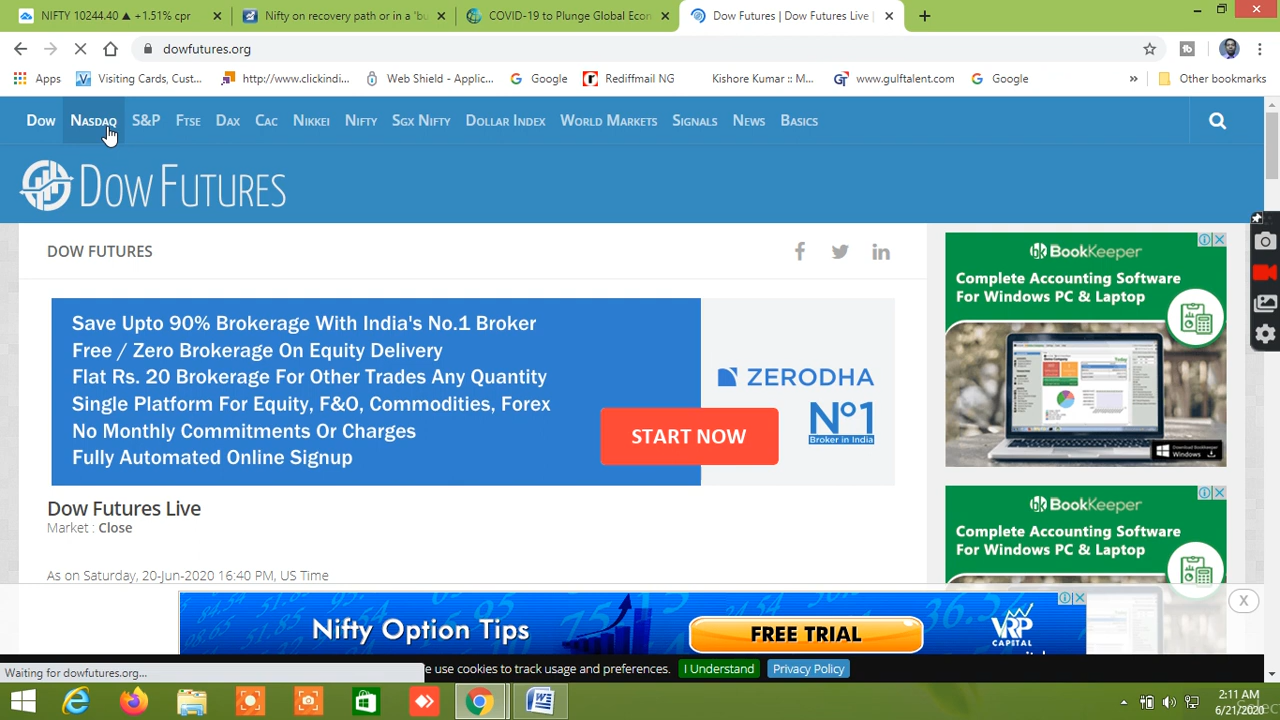 NIFTY 10244.40 ▲ +1.51% cpr
Nifty on recovery path or in a 'bu
COVID-19 to Plunge Global Econ
Dow Futures | Dow Futures Live |
dowfutures.org
Apps
Visiting Cards, Cust...
http://www.clickindi...
Web Shield - Applic...
Google
Rediffmail NG
Kishore Kumar :: M...
www.gulftalent.com
Google
»
Other bookmarks
Dow
Nasdaq
S&P
Ftse
Dax
Cac
Nikkei
Nifty
Sgx Nifty
Dollar Index
World Markets
Signals
News
Basics
Dow Futures
DOW FUTURES
Save Upto 90% Brokerage With India's No.1 Broker
Free / Zero Brokerage On Equity Delivery
Flat Rs. 20 Brokerage For Other Trades Any Quantity
Single Platform For Equity, F&O, Commodities, Forex
No Monthly Commitments Or Charges
Fully Automated Online Signup
START NOW
ZERODHA
Nº1
Broker in India
BookKeeper
Complete Accounting Software
For Windows PC & Laptop
Windows
BookKeeper
Complete Accounting Software
For Windows PC & Laptop
Dow Futures Live
Market : Close
As on Saturday, 20-Jun-2020 16:40 PM, US Time
Nifty Option Tips
FREE TRIAL
VRP
CAPITAL
X
Waiting for dowfutures.org...
e use cookies to track usage and preferences.
I Understand
Privacy Policy
2:11 AM
6/21/2020